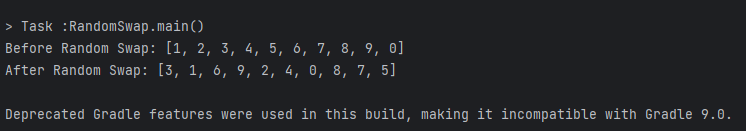 > Task :RandomSwap.main()
Before Random Swap: [1, 2, 3, 4, 5, 6, 7, 8, 9, 0]
After Random Swap: [3, 1, 6, 9, 2, 4, 0, 8, 7, 5]
Deprecated Gradle features were used in this build, making it incompatible with Gradle 9.0.